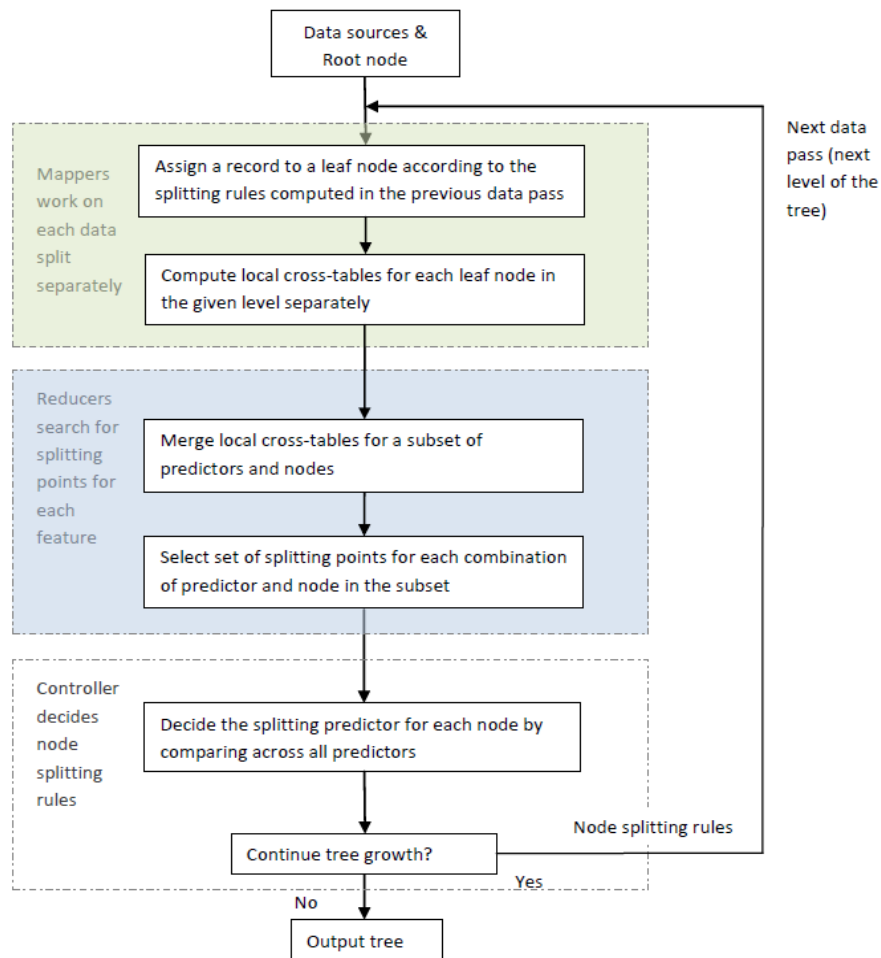 Data sources &
Root node
Next data
pass (next
level of the
tree)
Mappers
work on
each data
split
separately
Assign a record to a leaf node according to the
splitting rules computed in the previous data pass
Compute local cross-tables for each leaf node in
the given level separately
Reducers
search for
splitting
points for
each
feature
Merge local cross-tables for a subset of
predictors and nodes
Select set of splitting points for each combination
of predictor and node in the subset
Controller
decides
node
splitting
rules
Decide the splitting predictor for each node by
comparing across all predictors
Node splitting rules
Continue tree growth?
Yes
No
Output tree